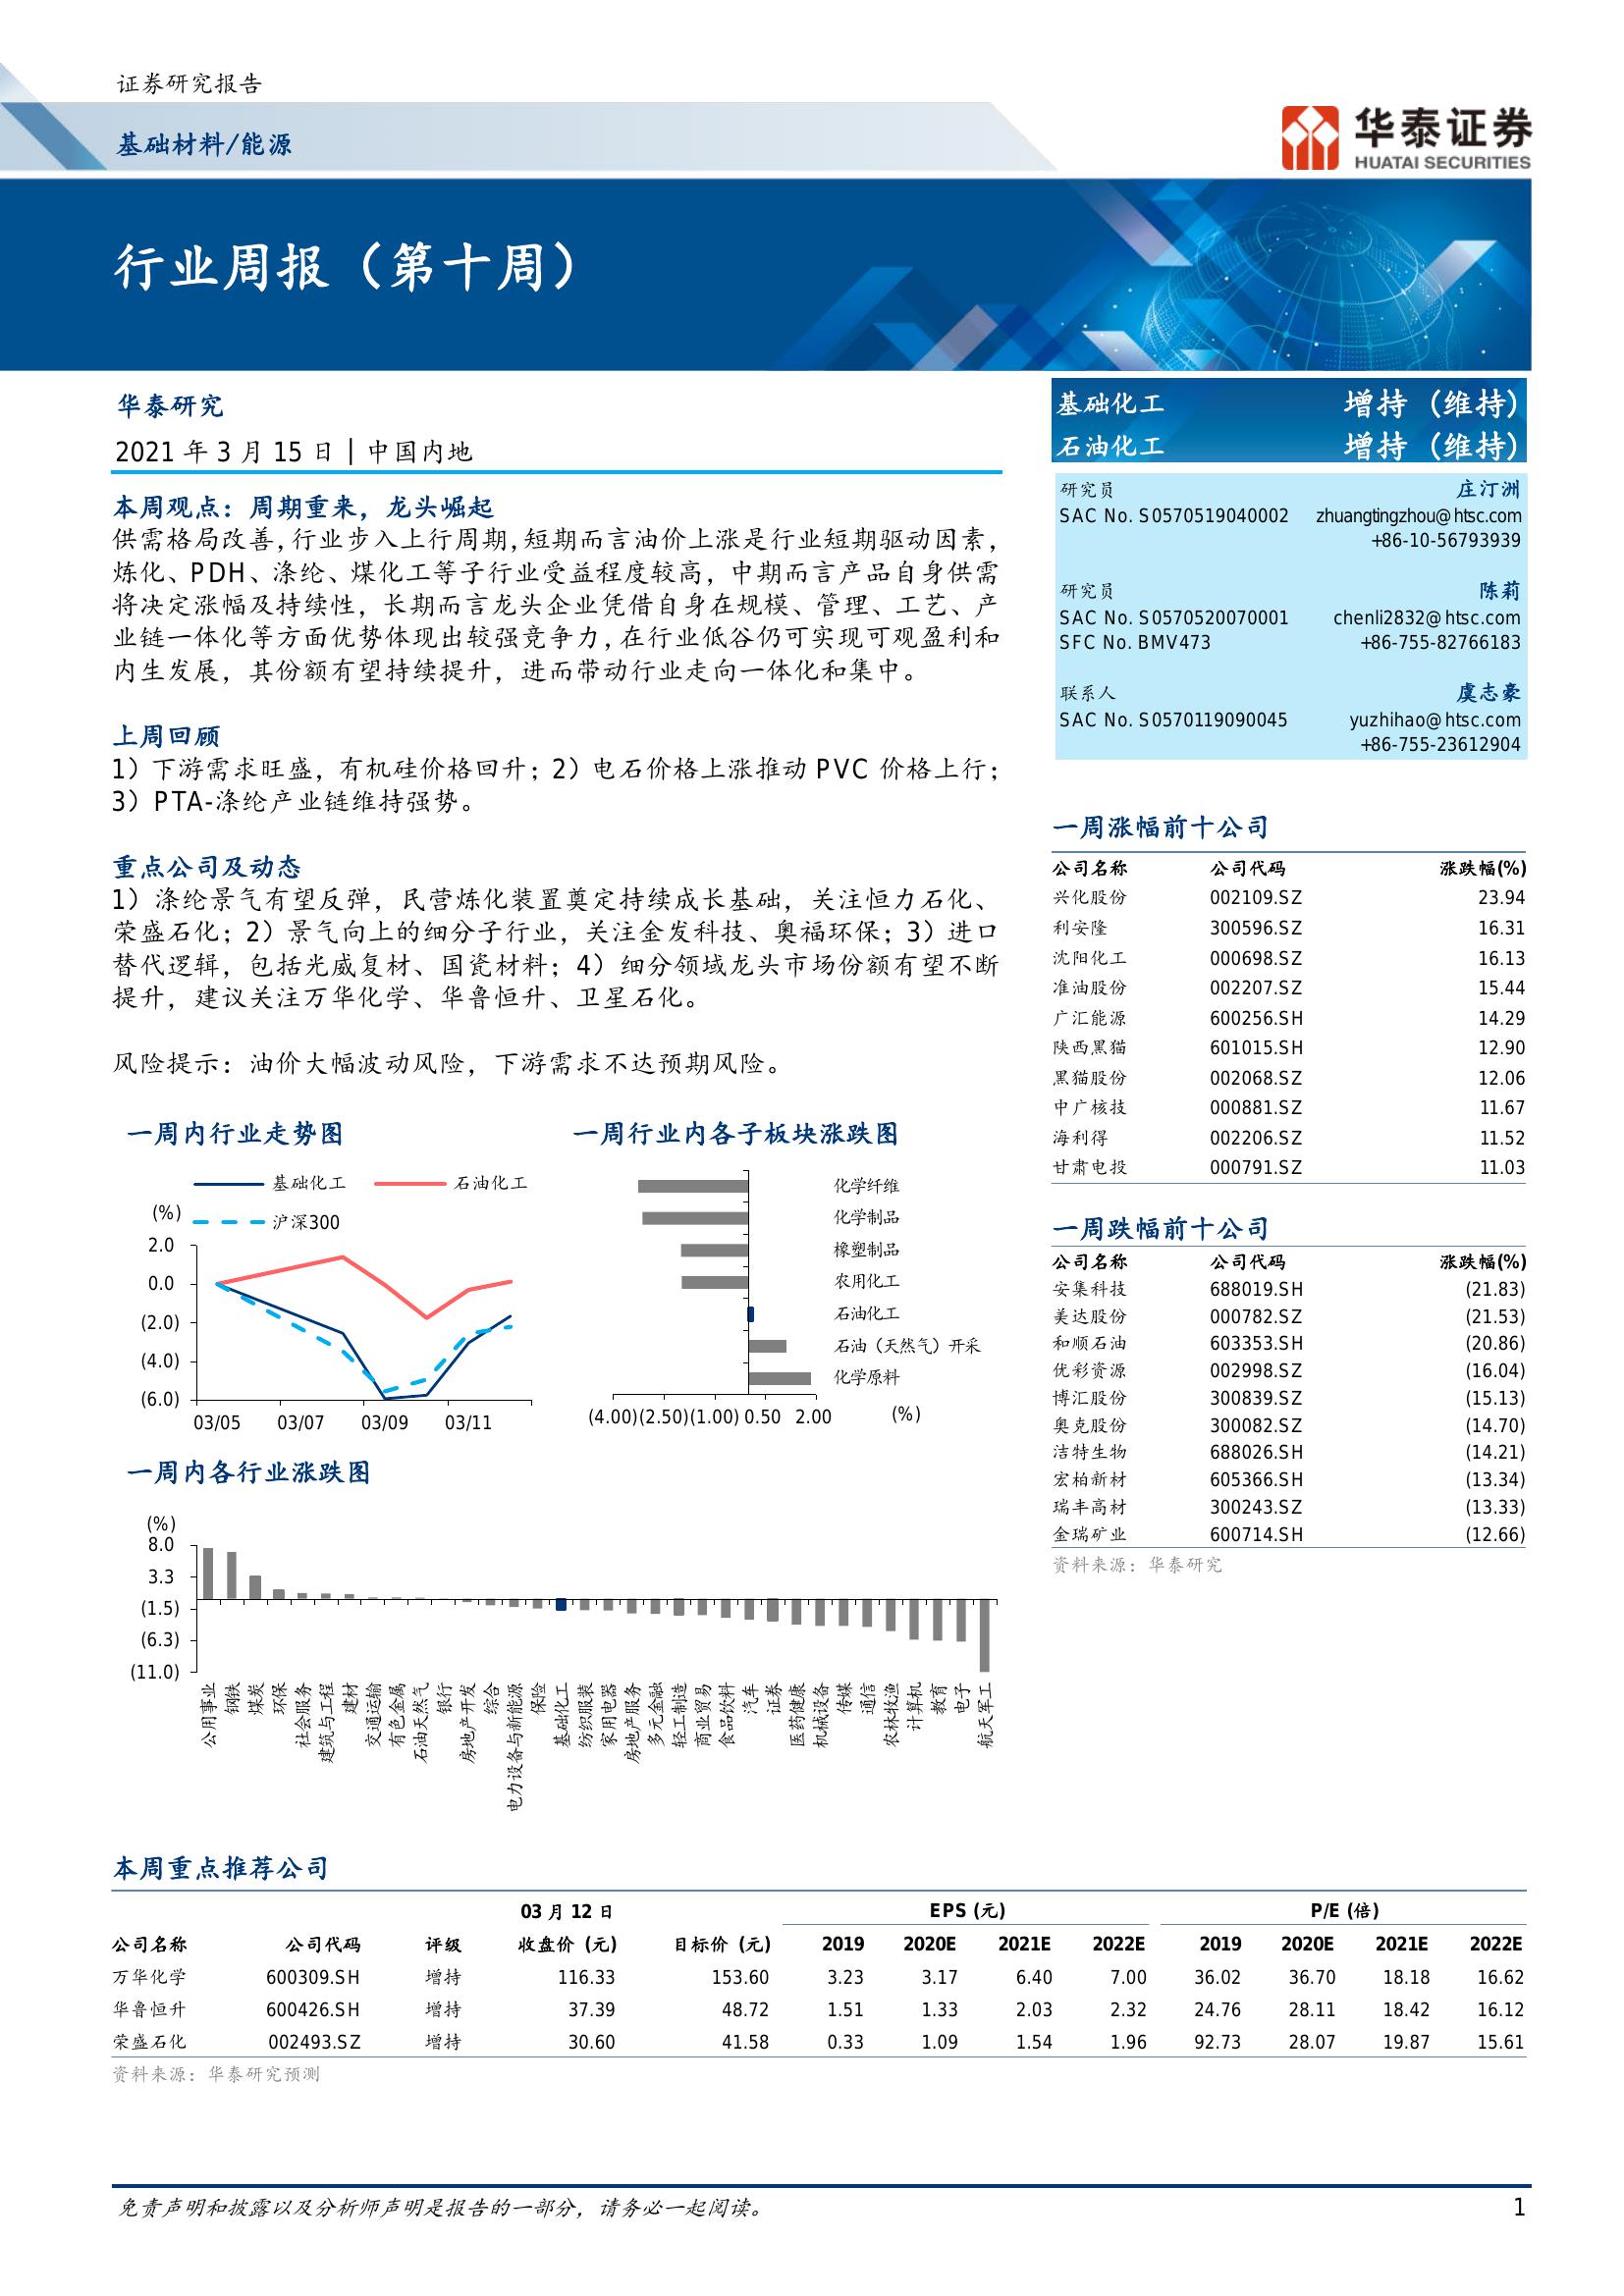 证券研究报告
基础材料/能源
华泰证券
HUATAI SECURITIES
行业周报（第十周）
华泰研究
2021 年 3 月 15 日│中国内地
本周观点：周期重来，龙头崛起
供需格局改善，行业步入上行周期，短期而言油价上涨是行业短期驱动因素，
炼化、PDH、涤纶、煤化工等子行业受益程度较高，中期而言产品自身供需
将决定涨幅及持续性，长期而言龙头企业凭借自身在规模、管理、工艺、产
业链一体化等方面优势体现出较强竞争力，在行业低谷仍可实现可观盈利和
内生发展，其份额有望持续提升，进而带动行业走向一体化和集中。
上周回顾
1）下游需求旺盛，有机硅价格回升；2）电石价格上涨推动 PVC 价格上行；
3）PTA-涤纶产业链维持强势。
重点公司及动态
1）涤纶景气有望反弹，民营炼化装置奠定持续成长基础，关注恒力石化、
荣盛石化；2）景气向上的细分子行业，关注金发科技、奥福环保；3）进口
替代逻辑，包括光威复材、国瓷材料；4）细分领域龙头市场份额有望不断
提升，建议关注万华化学、华鲁恒升、卫星石化。
风险提示：油价大幅波动风险，下游需求不达预期风险。
一周内行业走势图
基础化工 石油化工
(%) 沪深300
2.0
0.0
(2.0)
(4.0)
(6.0)
03/05 03/07 03/09 03/11
一周行业内各子板块涨跌图
化学纤维
化学制品
橡塑制品
农用化工
石油化工
石油（天然气）开采
化学原料
(4.00)(2.50)(1.00) 0.50 2.00 (%)
一周内各行业涨跌图
(%)
8.0
3.3
(1.5)
(6.3)
(11.0)
公用事业
钢铁
煤炭
环保
社会服务
建筑与工程
建材
交通运输
有色金属
石油天然气
银行
房地产开发
综合
电力设备与新能源
保险
基础化工
纺织服装
家用电器
房地产服务
多元金融
轻工制造
商业贸易
食品饮料
汽车
证券
医药健康
机械设备
传媒
通信
农林牧渔
计算机
教育
电子
航天军工
基础化工 增持（维持）
石油化工 增持（维持）
研究员 庄汀洲
SAC No. S0570519040002 zhuangtingzhou@htsc.com
+86-10-56793939
研究员 陈莉
SAC No. S0570520070001 chenli2832@htsc.com
SFC No. BMV473 +86-755-82766183
联系人 虞志豪
SAC No. S0570119090045 yuzhihao@htsc.com
+86-755-23612904
一周涨幅前十公司
公司名称 公司代码 涨跌幅(%)
兴化股份 002109.SZ 23.94
利安隆 300596.SZ 16.31
沈阳化工 000698.SZ 16.13
准油股份 002207.SZ 15.44
广汇能源 600256.SH 14.29
陕西黑猫 601015.SH 12.90
黑猫股份 002068.SZ 12.06
中广核技 000881.SZ 11.67
海利得 002206.SZ 11.52
甘肃电投 000791.SZ 11.03
一周跌幅前十公司
公司名称 公司代码 涨跌幅(%)
安集科技 688019.SH (21.83)
美达股份 000782.SZ (21.53)
和顺石油 603353.SH (20.86)
优彩资源 002998.SZ (16.04)
博汇股份 300839.SZ (15.13)
奥克股份 300082.SZ (14.70)
洁特生物 688026.SH (14.21)
宏柏新材 605366.SH (13.34)
瑞丰高材 300243.SZ (13.33)
金瑞矿业 600714.SH (12.66)
资料来源：华泰研究
本周重点推荐公司
03 月 12 日 EPS (元) P/E (倍)
公司名称 公司代码 评级 收盘价 (元) 目标价 (元) 2019 2020E 2021E 2022E 2019 2020E 2021E 2022E
万华化学 600309.SH 增持 116.33 153.60 3.23 3.17 6.40 7.00 36.02 36.70 18.18 16.62
华鲁恒升 600426.SH 增持 37.39 48.72 1.51 1.33 2.03 2.32 24.76 28.11 18.42 16.12
荣盛石化 002493.SZ 增持 30.60 41.58 0.33 1.09 1.54 1.96 92.73 28.07 19.87 15.61
资料来源：华泰研究预测
免责声明和披露以及分析师声明是报告的一部分，请务必一起阅读。 1